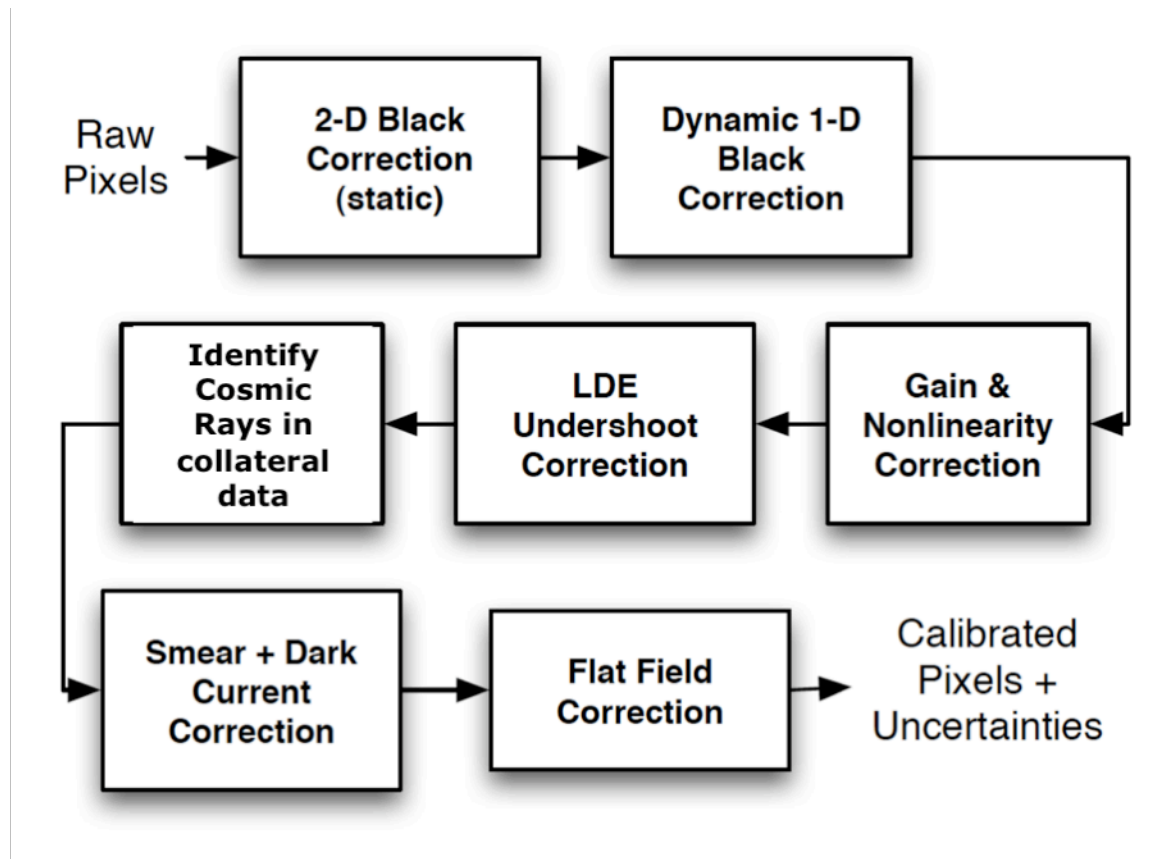 Raw
Pixels
2-D Black
Correction
(static)
Dynamic 1-D
Black
Correction
Gain &
Nonlinearity
Correction
LDE
Undershoot
Correction
Identify
Cosmic
Rays in
collateral
data
Smear + Dark
Current
Correction
Flat Field
Correction
Calibrated
Pixels +
Uncertainties